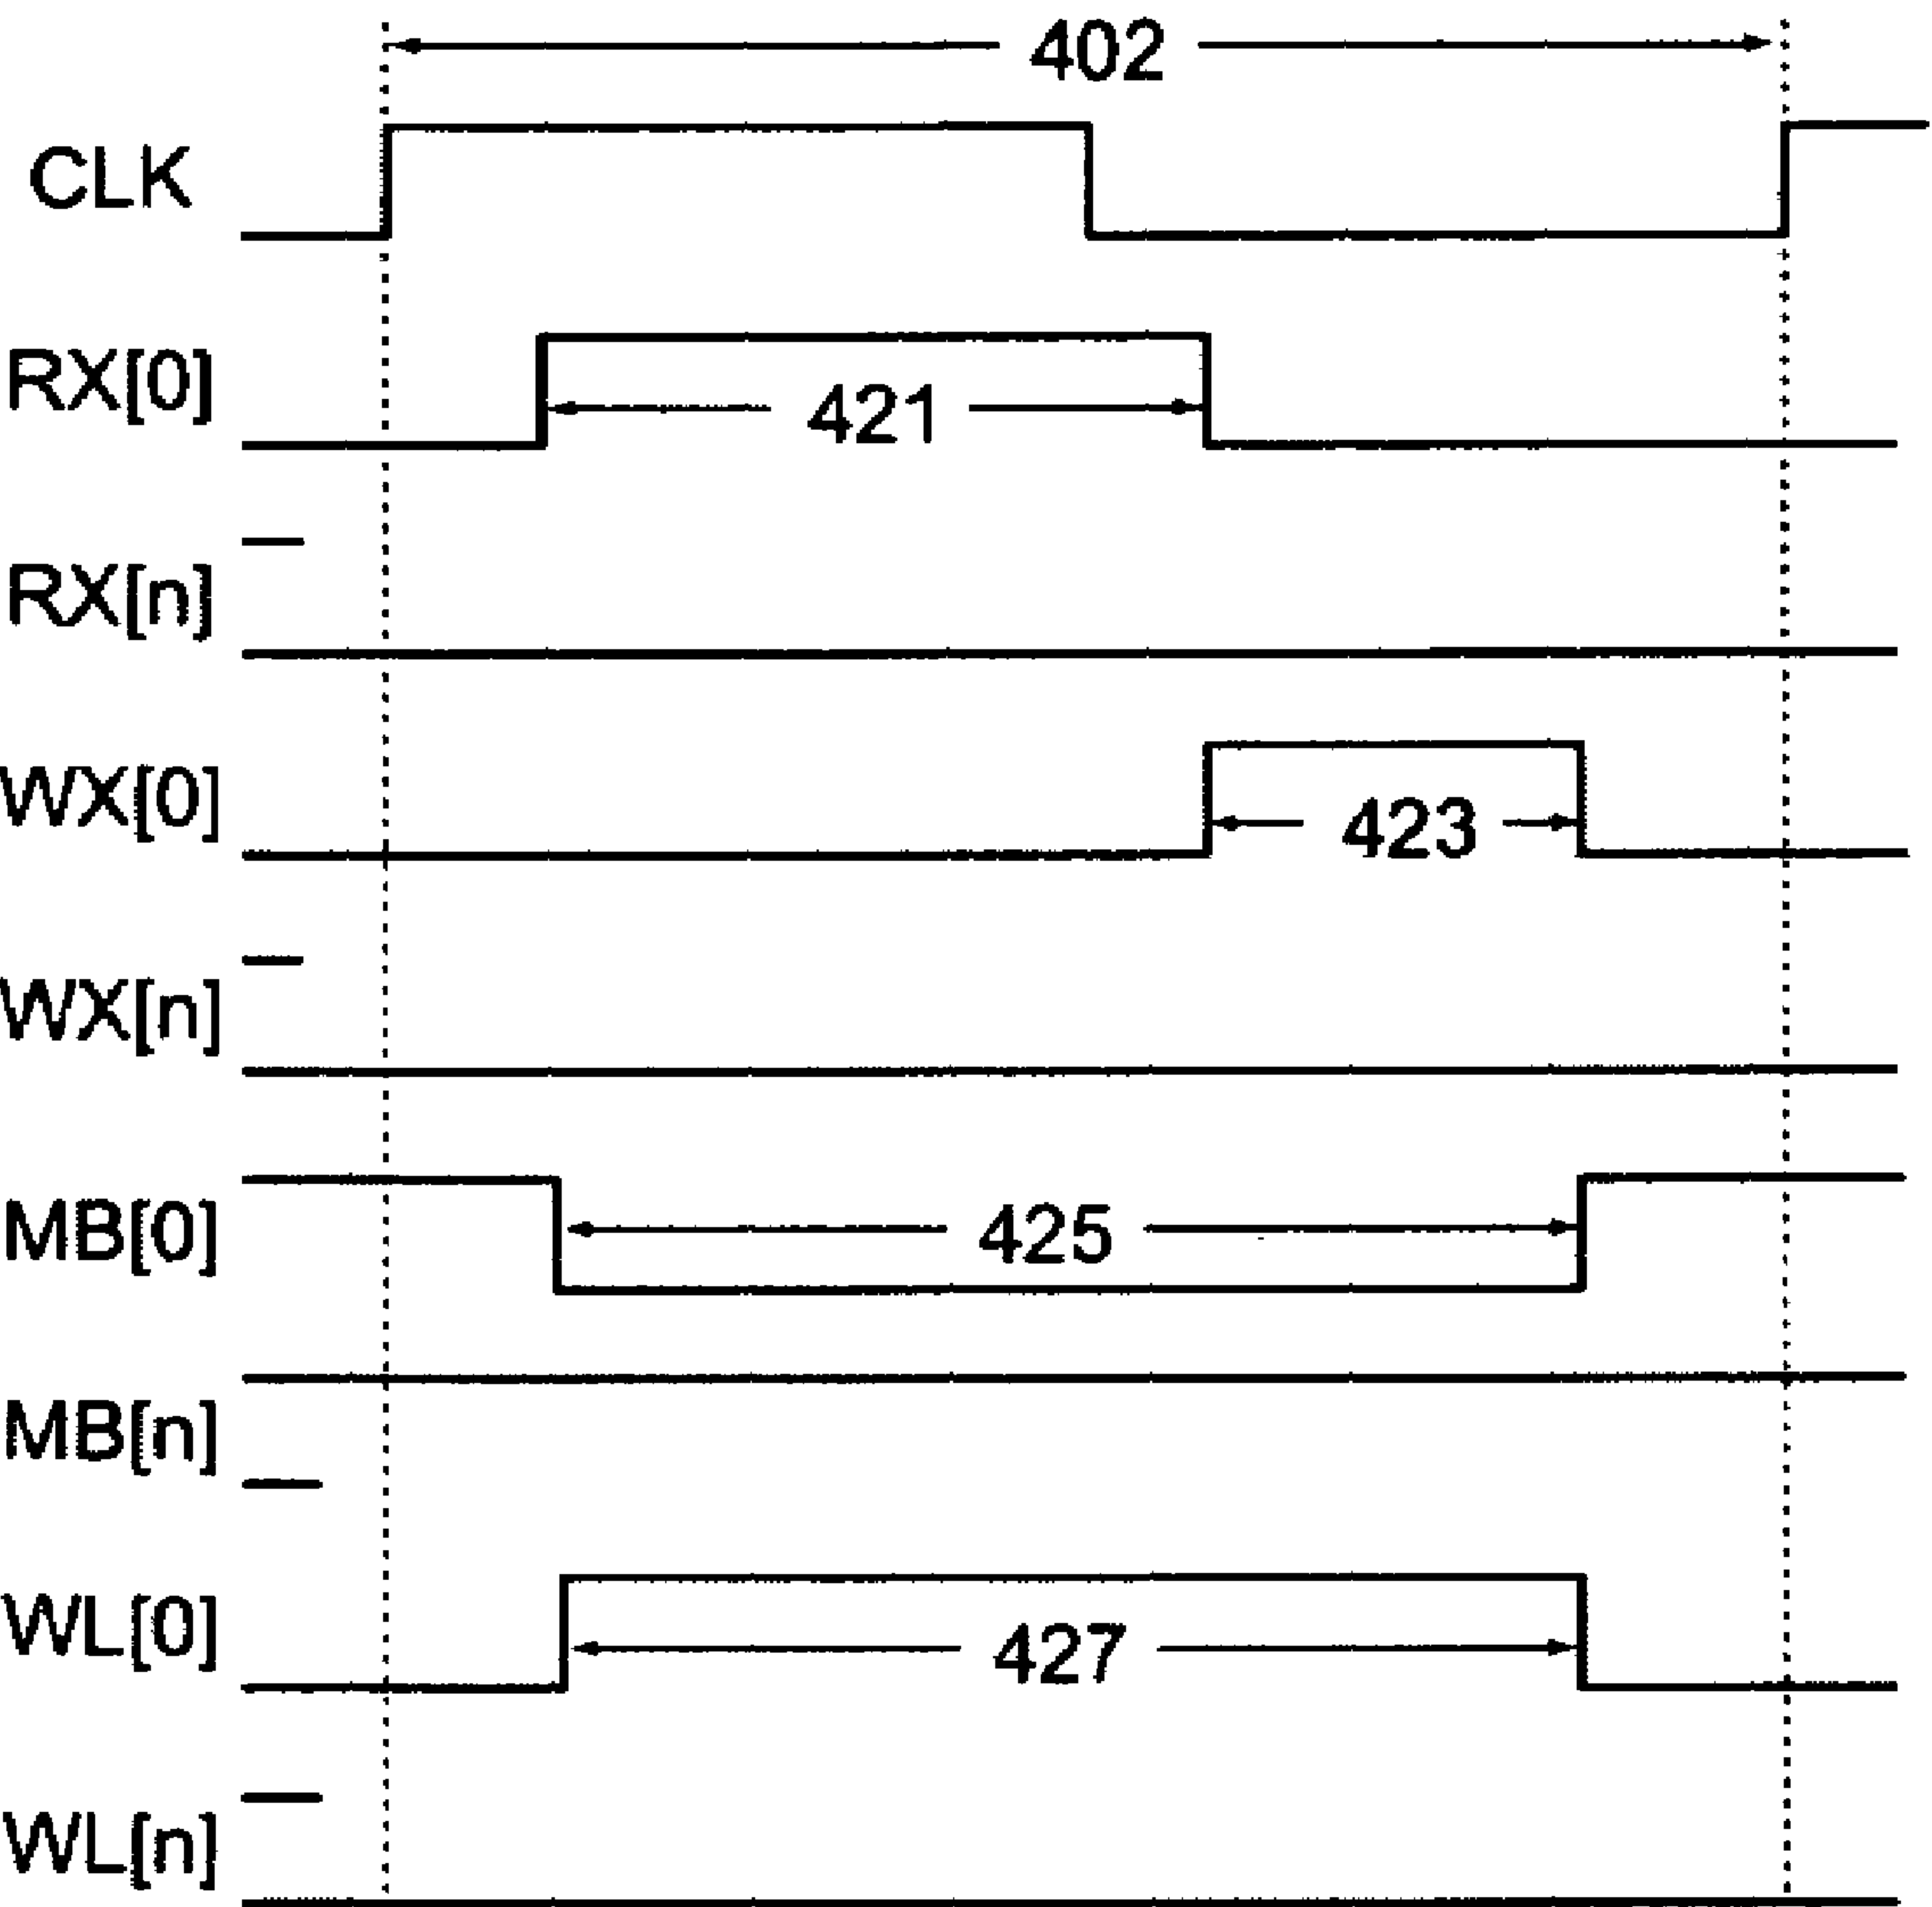 402
CLK
RX[0]
421
RX[n]
WX[0]
423
WX[n]
MB[0]
425
MB[n]
WL[0]
427
WL[n]